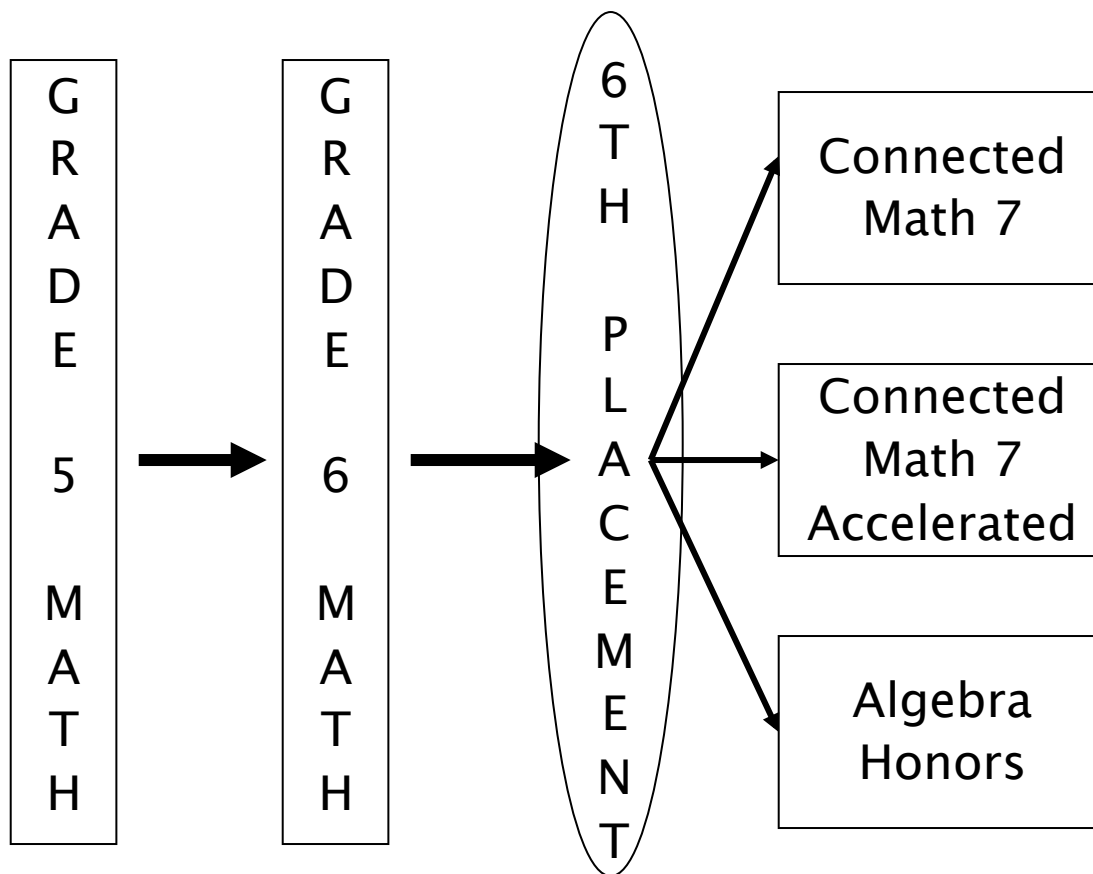 GRADE 5 MATH
GRADE 6 MATH
6TH PLACEMENT
Connected
Math 7
Connected
Math 7
Accelerated
Algebra
Honors